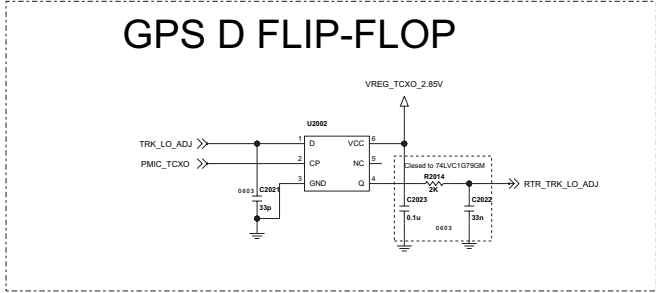 GPS D FLIP-FLOP
VREG_TCXO_2.85V
U2002
TRK_LO_ADJ
1
D
VCC
6
PMIC_TCXO
2
CP
NC
5
Closed to 74LVC1G79GM
3
GND
Q
4
R2014
2K
RTR_TRK_LO_ADJ
0603
C2021
33p
C2023
0.1u
C2022
33n
0603